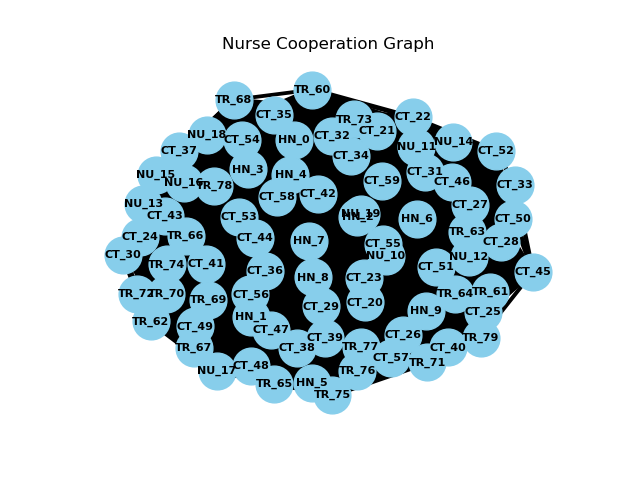 Nurse Cooperation Graph
TR_60
TR_68
CT_35
CT_22
TR_73
CT_21
NU_18
CT_32
CT_54
HN_0
NU_14
NU_11
CT_37
CT_52
CT_34
HN_3
CT_31
NU_15
HN_4
CT_59
CT_46
NU_16
TR_78
CT_33
CT_42
CT_58
NU_13
CT_27
CT_43
NU_19
HN_2
CT_53
HN_6
CT_50
TR_63
CT_24
TR_66
CT_44
HN_7
CT_28
CT_55
CT_30
NU_10
NU_12
TR_74
CT_41
CT_51
CT_36
CT_45
HN_8
CT_23
TR_72
TR_70
CT_56
TR_64
TR_61
TR_69
CT_20
CT_29
HN_9
CT_25
HN_1
TR_62
CT_49
CT_47
CT_26
CT_39
TR_79
TR_67
CT_38
TR_77
CT_40
CT_57
TR_71
CT_48
NU_17
TR_76
TR_65
HN_5
TR_75